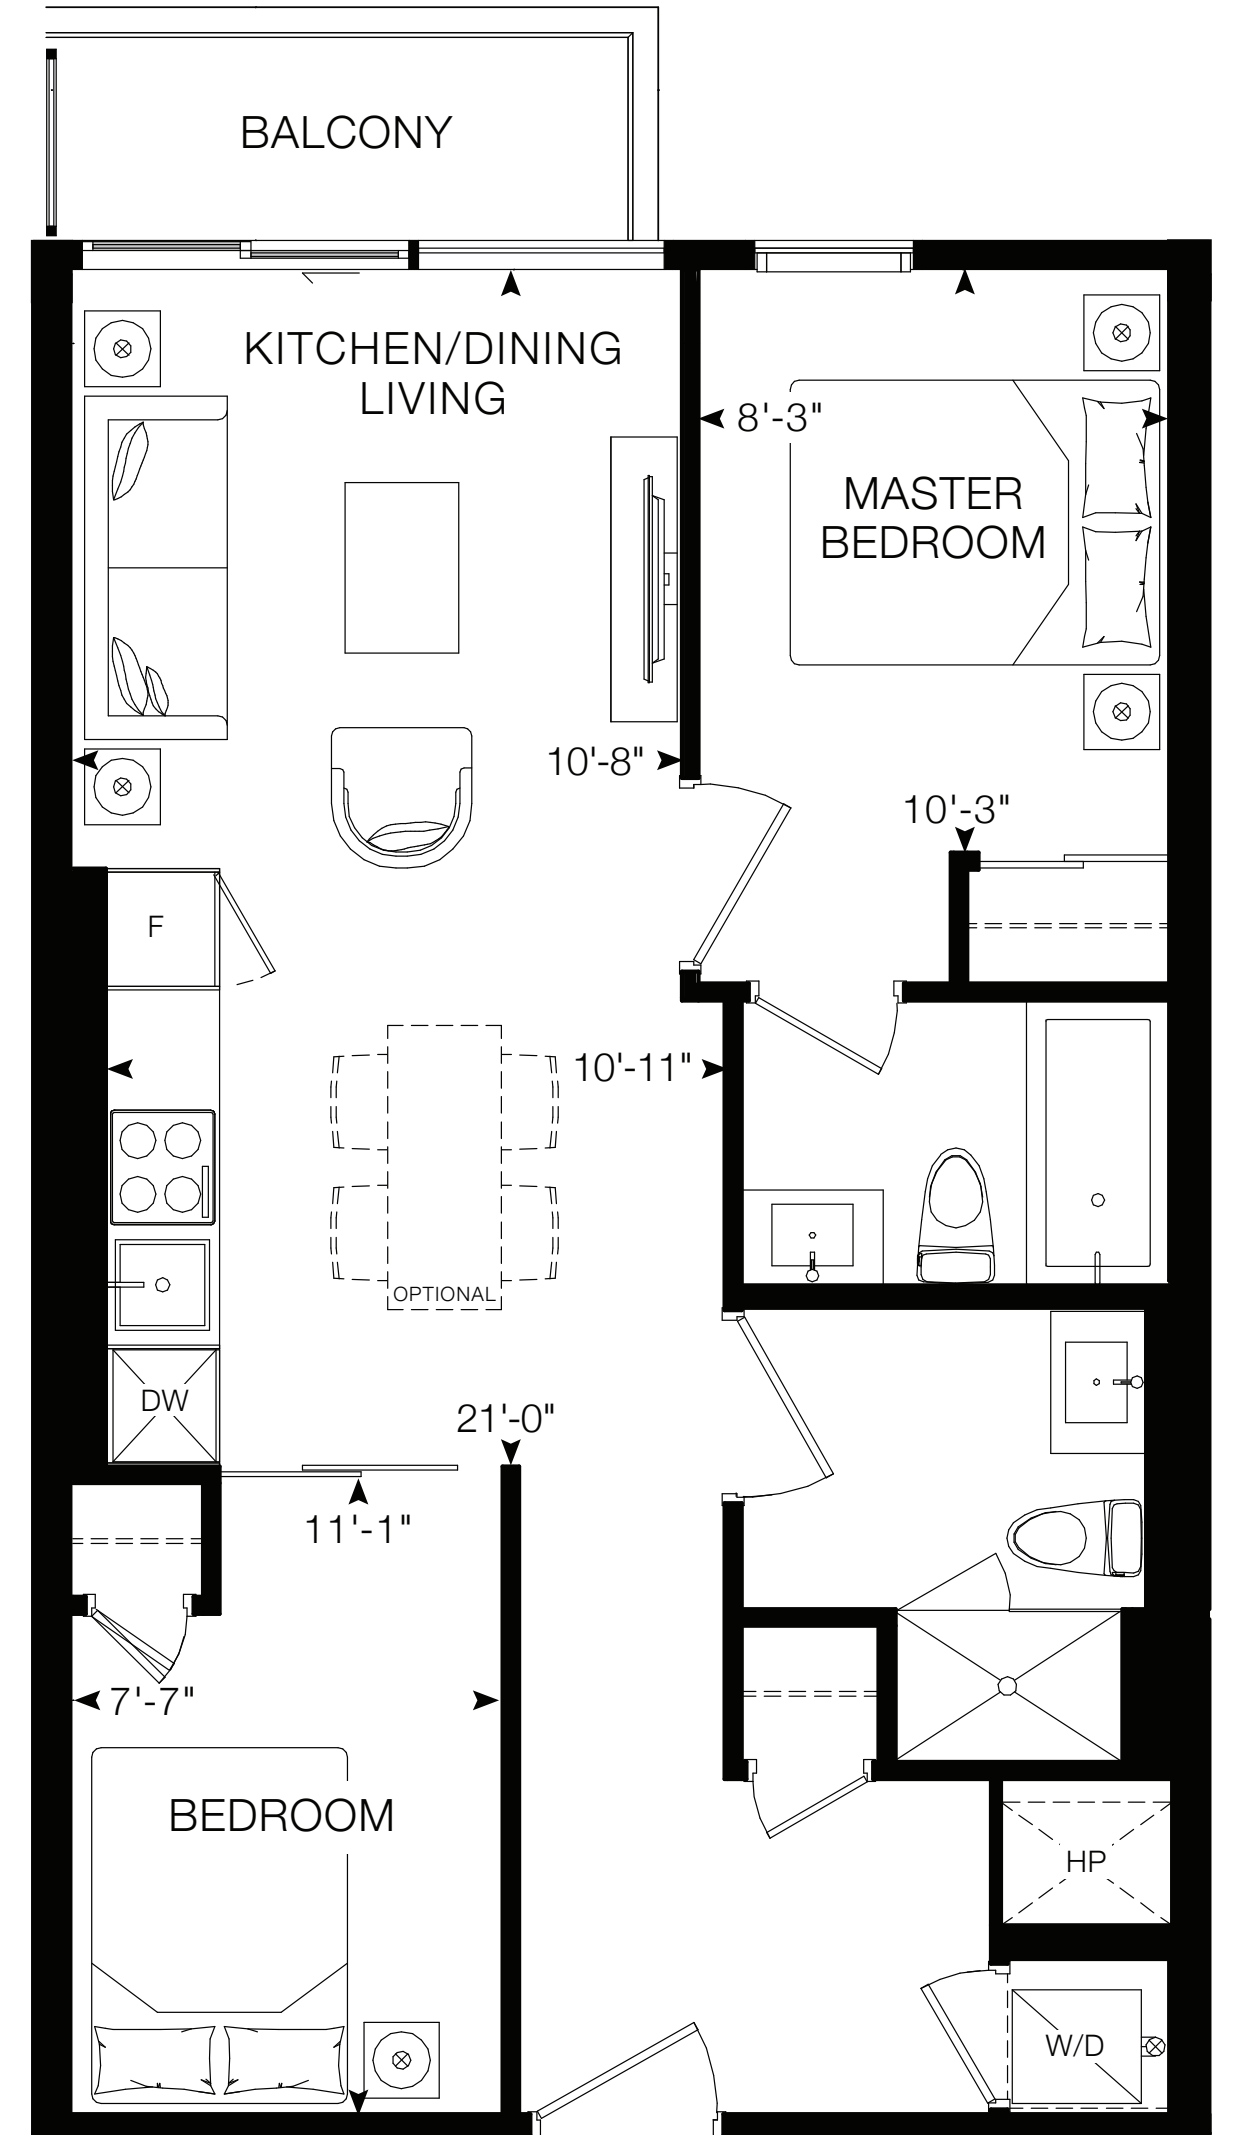 BALCONY
KITCHEN/DINING
LIVING
8'-3"
MASTER
BEDROOM
10'-8"
10'-3"
F
10'-11"
OPTIONAL
DW
21'-0"
11'-1"
7'-7"
BEDROOM
HP
W/D